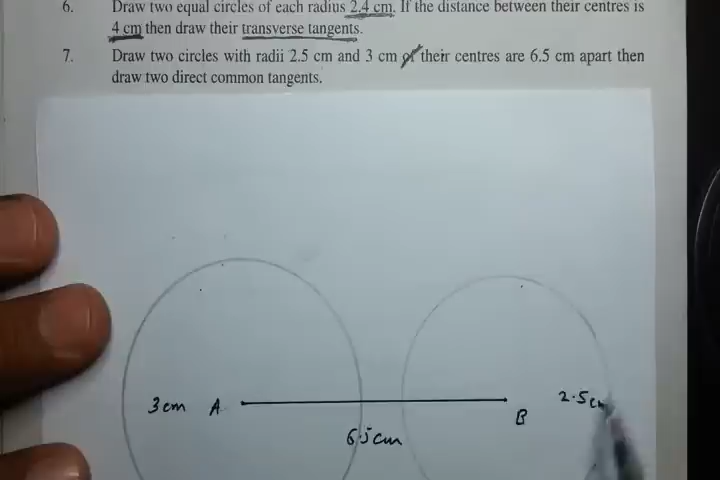 6. Draw two equal circles of each radius 2.4 cm. If the distance between their centres is
4 cm then draw their transverse tangents.
7. Draw two circles with radii 2.5 cm and 3 cm of their centres are 6.5 cm apart then
draw two direct common tangents.
3cm A 2.5cm
B
6.5cm